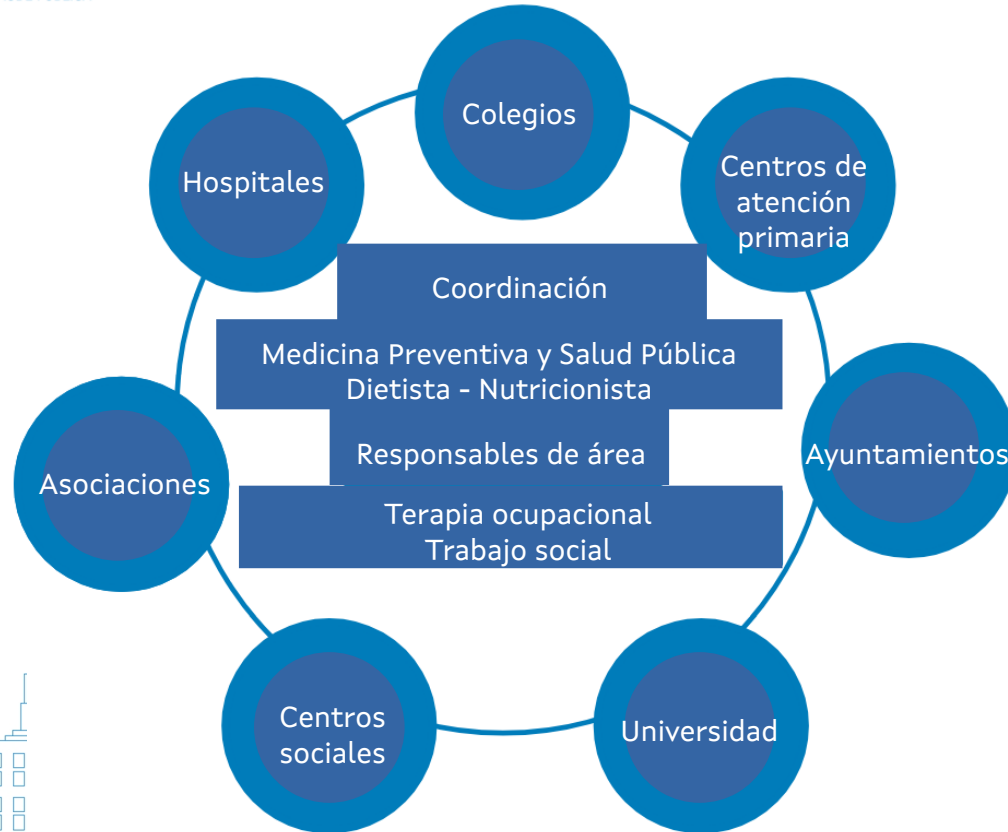 Colegios
Hospitales
Centros de
atención
primaria
Coordinación
Medicina Preventiva y Salud Pública
Dietista - Nutricionista
Responsables de área
Ayuntamientos
Asociaciones
Terapia ocupacional
Trabajo social
Centros
sociales
Universidad